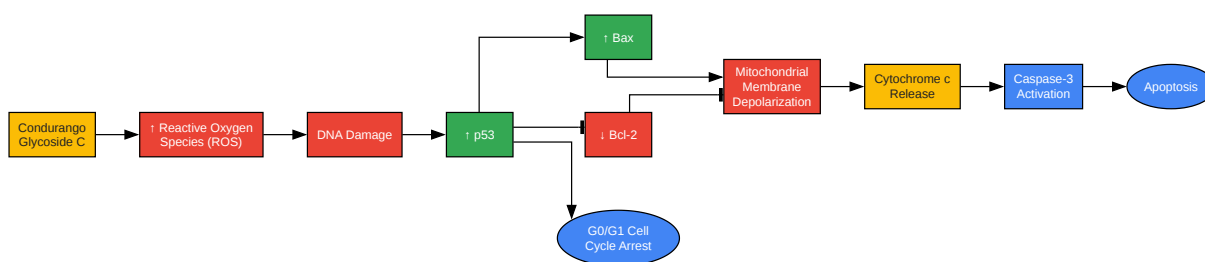 Condurango
Glycoside C
↑ Reactive Oxygen
Species (ROS)
DNA Damage
↑ p53
↑ Bax
↓ Bcl-2
G0/G1 Cell
Cycle Arrest
Mitochondrial
Membrane
Depolarization
Cytochrome c
Release
Caspase-3
Activation
Apoptosis